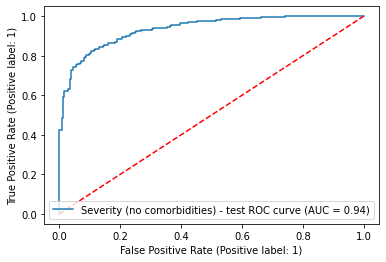 True Positive Rate (Positive label: 1)
1.0
0.8
0.6
0.4
0.2
0.0
Severity (no comorbidities) - test ROC curve (AUC = 0.94)
0.0 0.2 0.4 0.6 0.8 1.0
False Positive Rate (Positive label: 1)